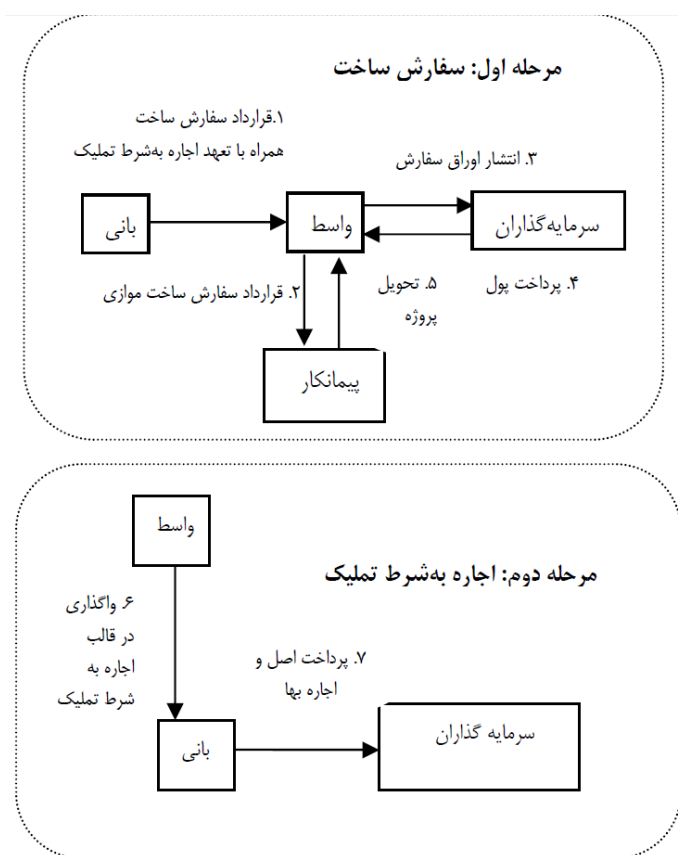 مرحله اول: سفارش ساخت
۱.قرارداد سفارش ساخت
همراه با تعهد اجاره به‌شرط تملیک
۳. انتشار اوراق سفارش
بانی
واسط
سرمایه‌گذاران
۲. قرارداد سفارش ساخت موازی
۵. تحویل
پروژه
۴. پرداخت پول
پیمانکار
واسط
مرحله دوم: اجاره به‌شرط تملیک
۶. واگذاری
در قالب
اجاره به
شرط تملیک
۷. پرداخت اصل و
اجاره بها
بانی
سرمایه گذاران